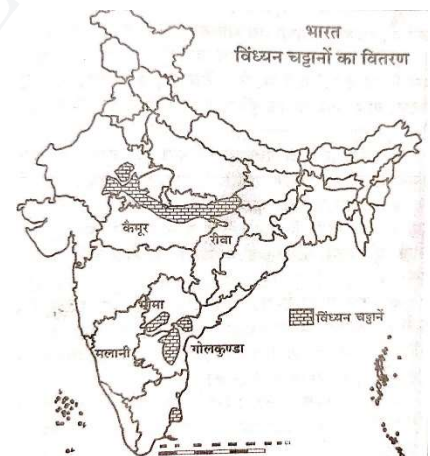 भारत
विंध्यन चट्टानों का वितरण
कैमूर
रीवा
भीमा
विंध्यन चट्टानें
मलानी
गोलकुण्डा